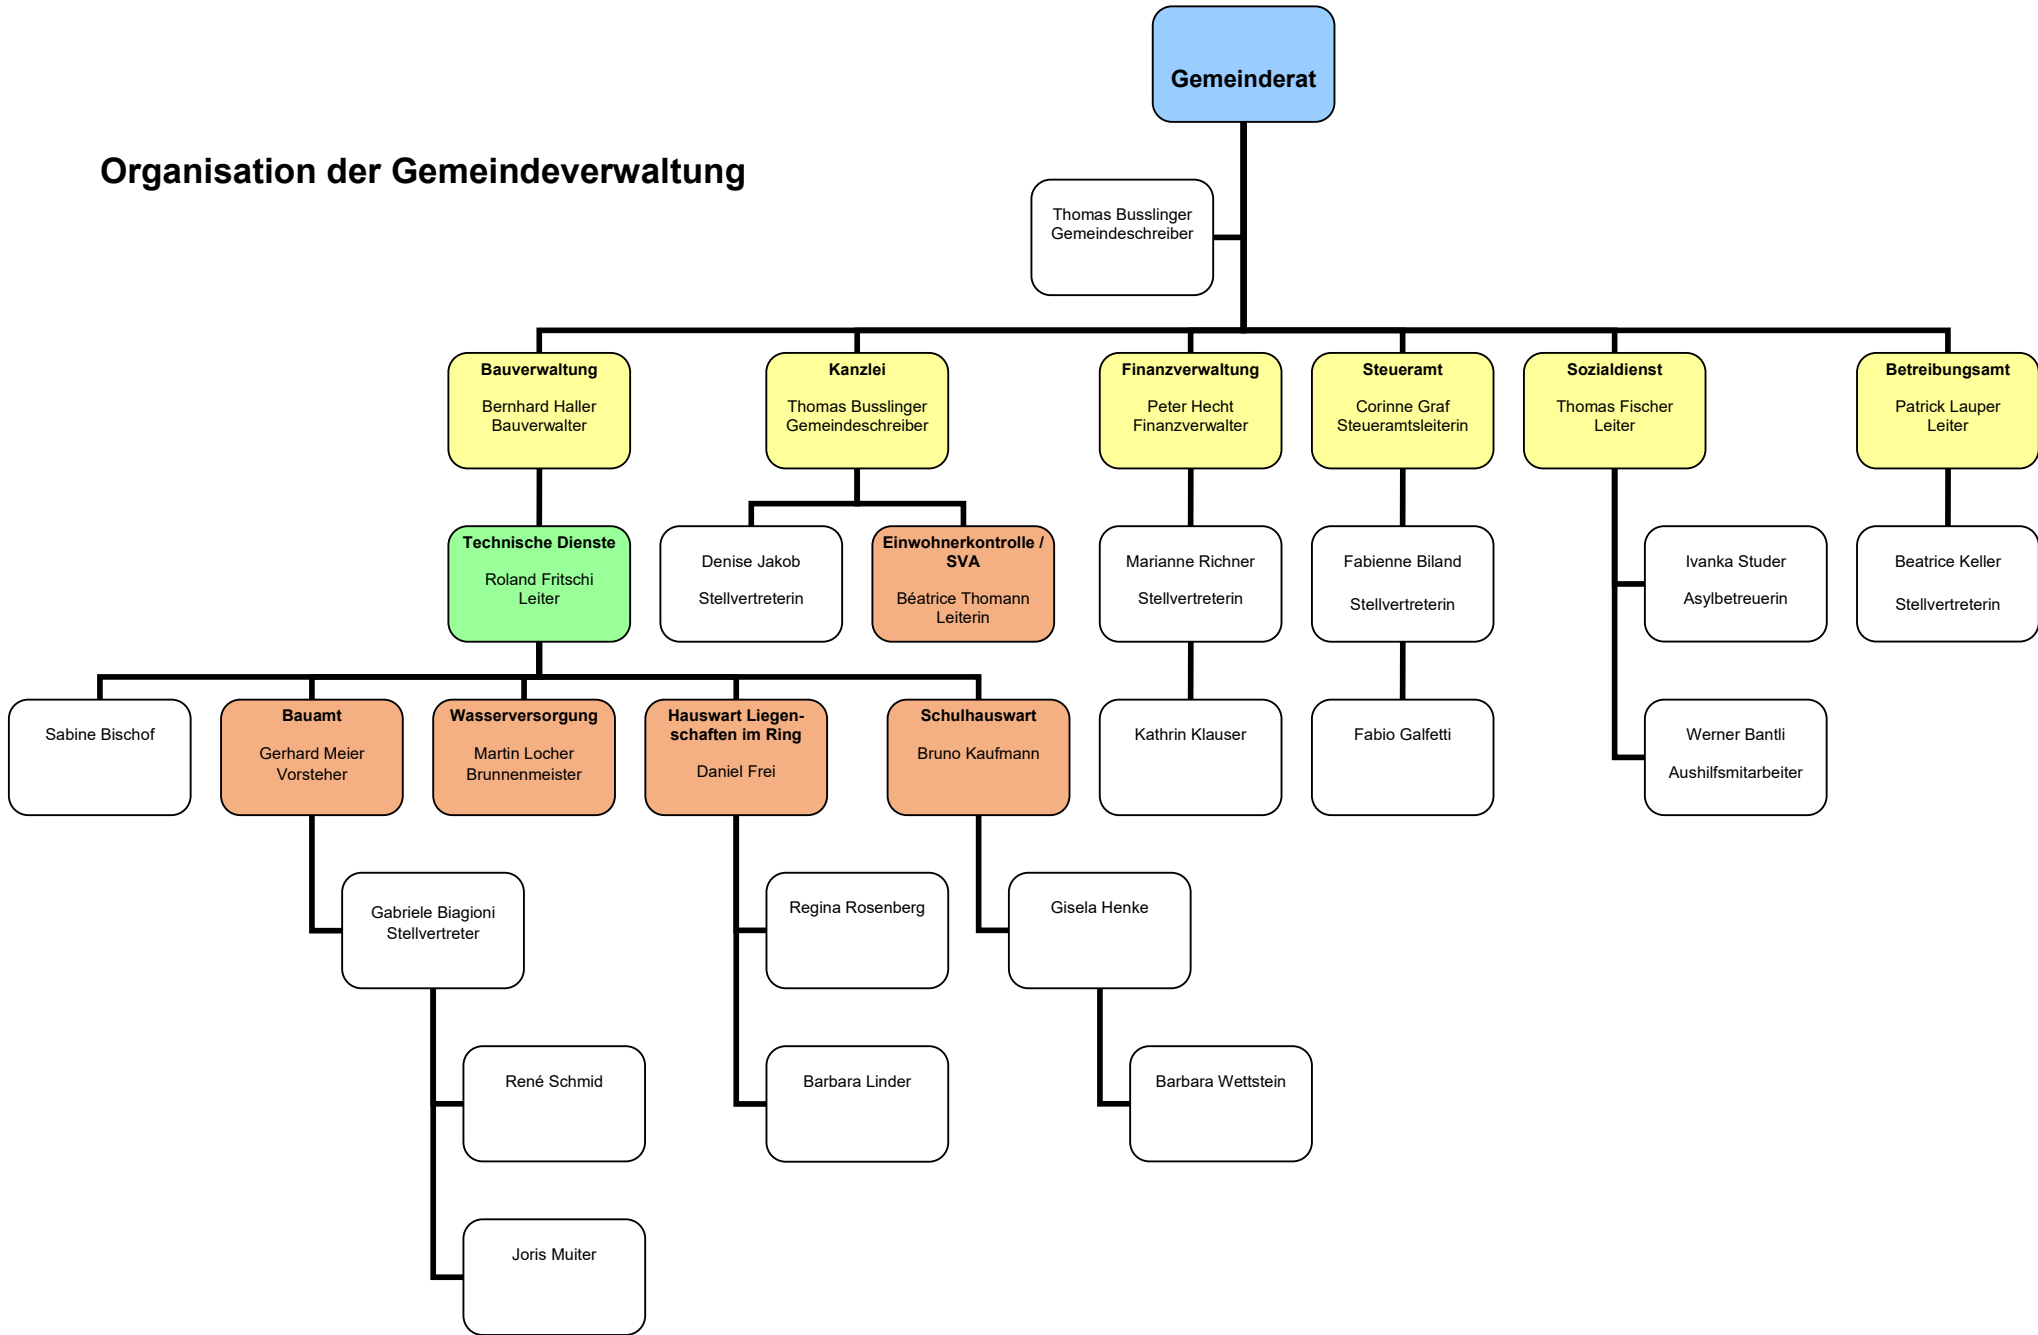 Gemeinderat
Organisation der Gemeindeverwaltung
Thomas Busslinger
Gemeindeschreiber
Bauverwaltung
Bernhard Haller
Bauverwalter
Kanzlei
Thomas Busslinger
Gemeindeschreiber
Finanzverwaltung
Peter Hecht
Finanzverwalter
Steueramt
Corinne Graf
Steueramtsleiterin
Sozialdienst
Thomas Fischer
Leiter
Betreibungsamt
Patrick Lauper
Leiter
Technische Dienste
Roland Fritschi
Leiter
Denise Jakob
Stellvertreterin
Einwohnerkontrolle /
SVA
Béatrice Thomann
Leiterin
Marianne Richner
Stellvertreterin
Fabienne Biland
Stellvertreterin
Ivanka Studer
Asylbetreuerin
Beatrice Keller
Stellvertreterin
Sabine Bischof
Bauamt
Gerhard Meier
Vorsteher
Wasserversorgung
Martin Locher
Brunnenmeister
Hauswart Liegen-
schaften im Ring
Daniel Frei
Schulhauswart
Bruno Kaufmann
Kathrin Klauser
Fabio Galfetti
Werner Bantli
Aushilfsmitarbeiter
Gabriele Biagioni
Stellvertreter
Regina Rosenberg
Gisela Henke
René Schmid
Barbara Linder
Barbara Wettstein
Joris Muiter